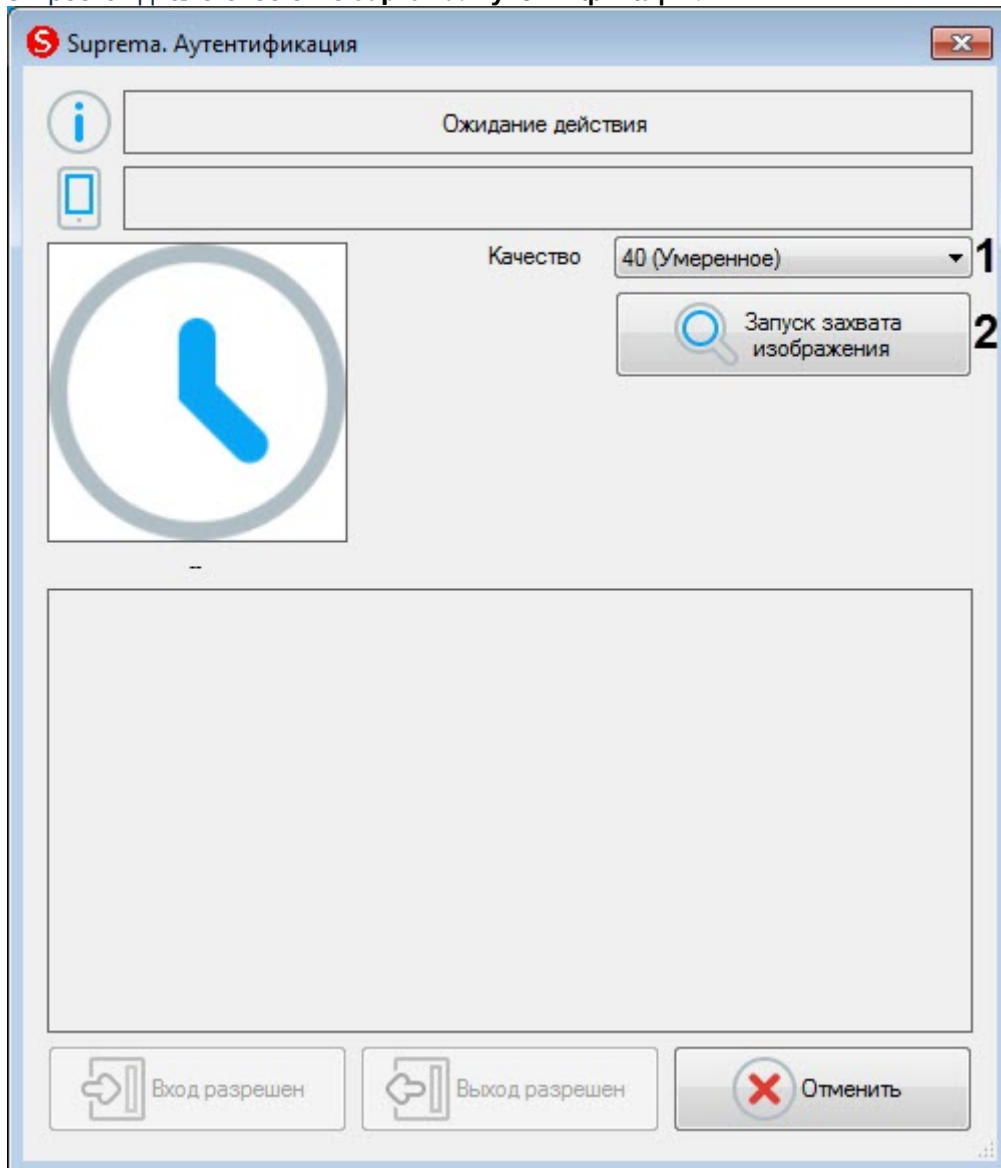 Suprema. Аутентификация
Ожидание действия
Качество
40 (Умеренное)
1
Запуск захвата
изображения
2
--
Вход разрешен
Выход разрешен
Отменить